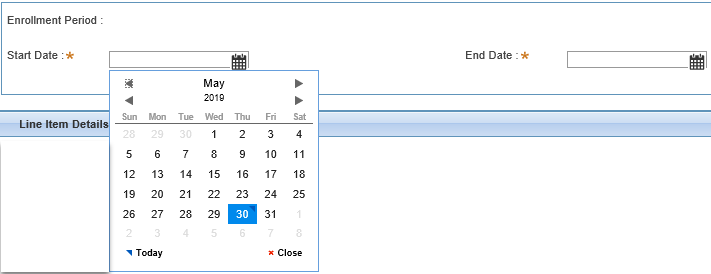 Enrollment Period :
Start Date : * End Date : *
May
2019
Sun Mon Tue Wed Thu Fri Sat
28 29 30 1 2 3 4
5 6 7 8 9 10 11
12 13 14 15 16 17 18
19 20 21 22 23 24 25
26 27 28 29 30 31 1
2 3 4 5 6 7 8
Today × Close
Line Item Details